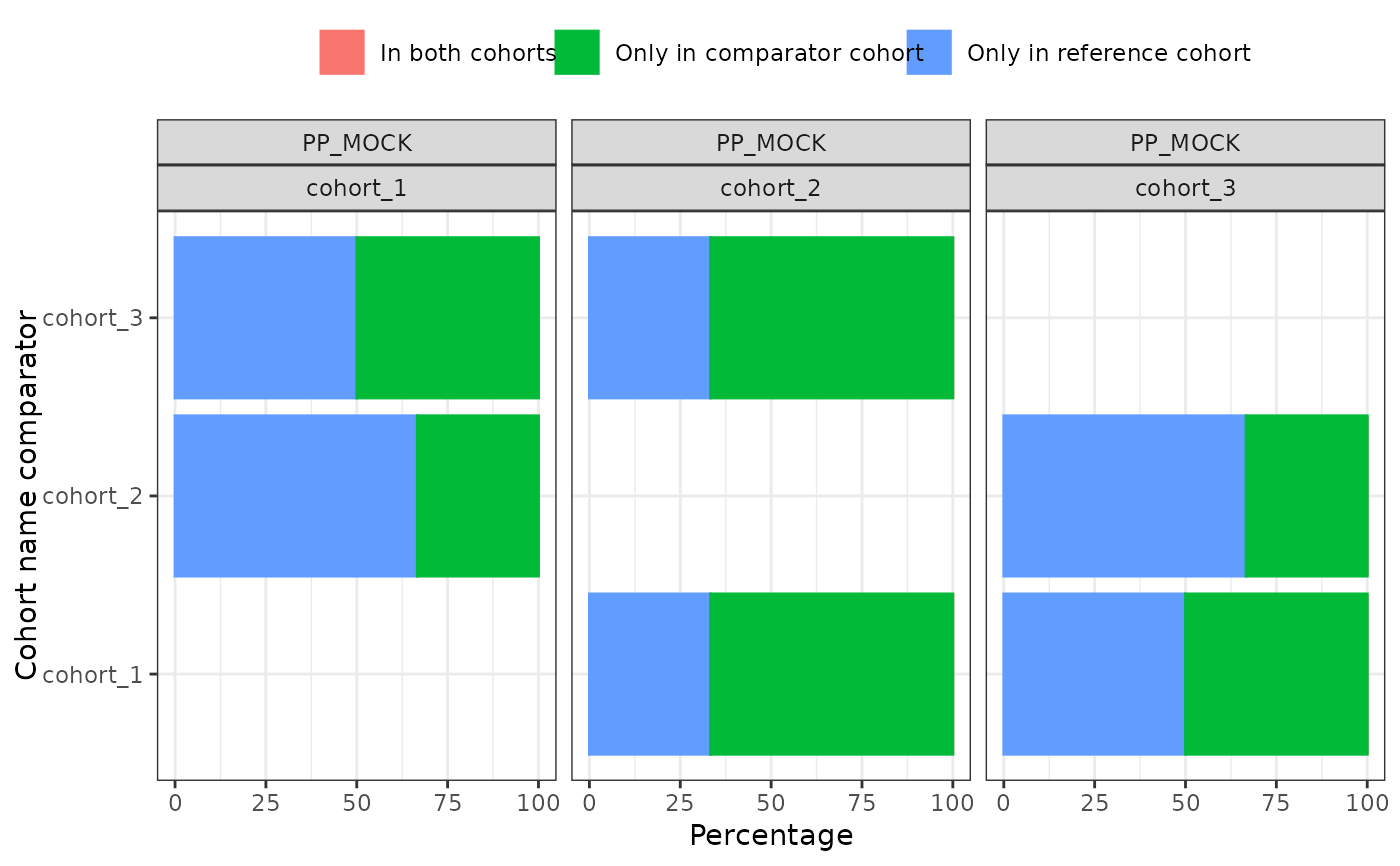 In both cohorts Only in comparator cohort Only in reference cohort
PP_MOCK PP_MOCK PP_MOCK
cohort_1 cohort_2 cohort_3
Cohort name comparator
cohort_3
cohort_2
cohort_1
0 25 50 75 100 0 25 50 75 100 0 25 50 75 100
Percentage